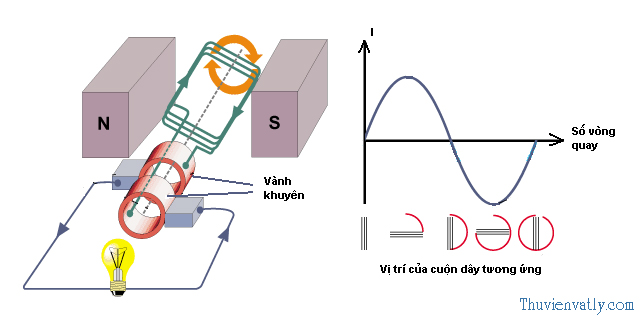 N
S
Vành
khuyên
I
Số vòng
quay
Vị trí của cuộn dây tương ứng
Thuvienvatly.com